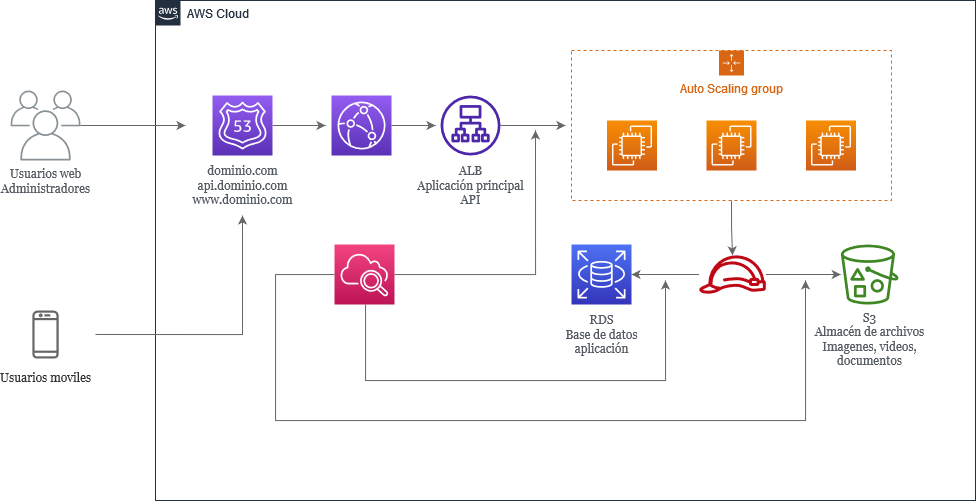 aws
AWS Cloud
Auto Scaling group
Usuarios web
Administradores
53
dominio.com
api.dominio.com
www.dominio.com
ALB
Aplicación principal
API
RDS
Base de datos
aplicación
S3
Almacén de archivos
Imagenes, videos,
documentos
Usuarios moviles